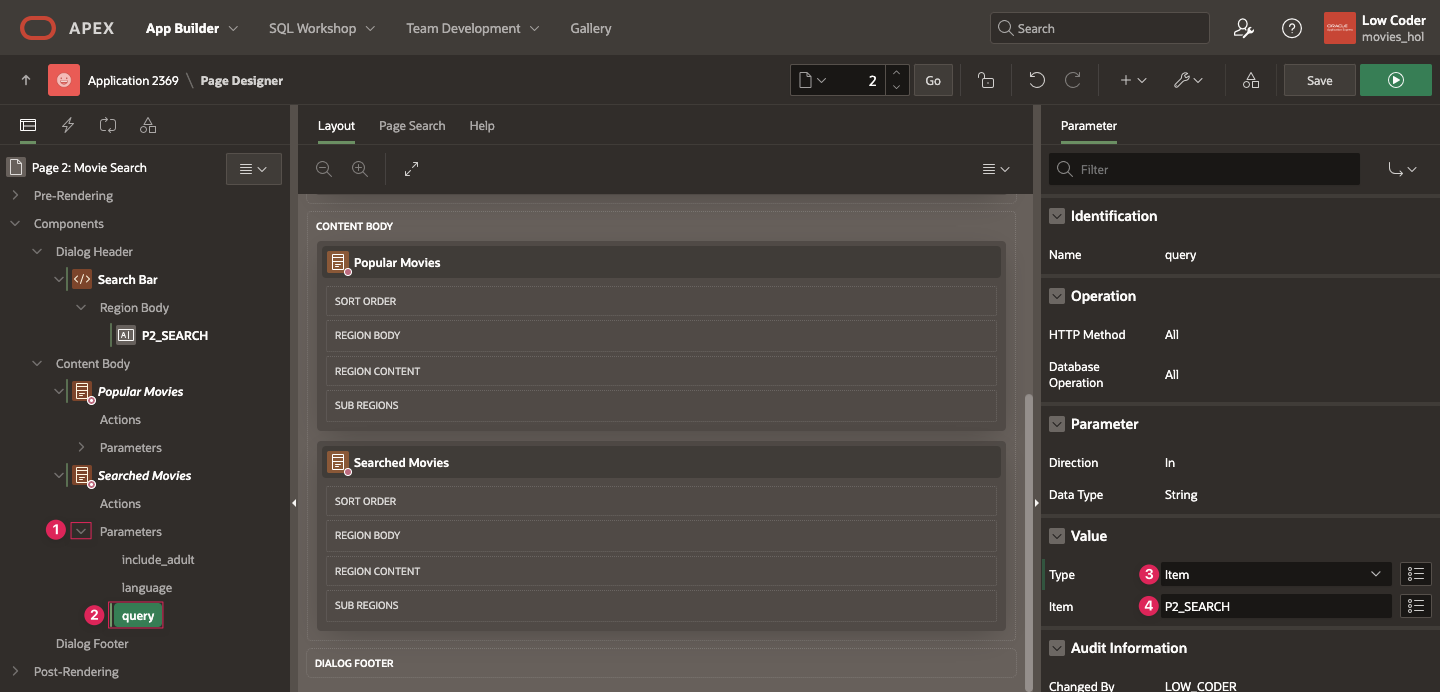 APEX
App Builder
SQL Workshop
Team Development
Gallery
Search
Low Coder
movies_hol
Application 2369 \ Page Designer
2
Go
Save
Page 2: Movie Search
Pre-Rendering
Components
Dialog Header
Search Bar
Region Body
P2_SEARCH
Content Body
Popular Movies
Actions
Parameters
Searched Movies
Actions
1
Parameters
include_adult
language
2
query
Dialog Footer
Post-Rendering
Layout
Page Search
Help
CONTENT BODY
Popular Movies
SORT ORDER
REGION BODY
REGION CONTENT
SUB REGIONS
Searched Movies
SORT ORDER
REGION BODY
REGION CONTENT
SUB REGIONS
DIALOG FOOTER
Parameter
Filter
Identification
Name
query
Operation
HTTP Method
All
Database
Operation
All
Parameter
Direction
In
Data Type
String
Value
Type
3
Item
Item
4
P2_SEARCH
Audit Information
Changed By
LOW_CODER